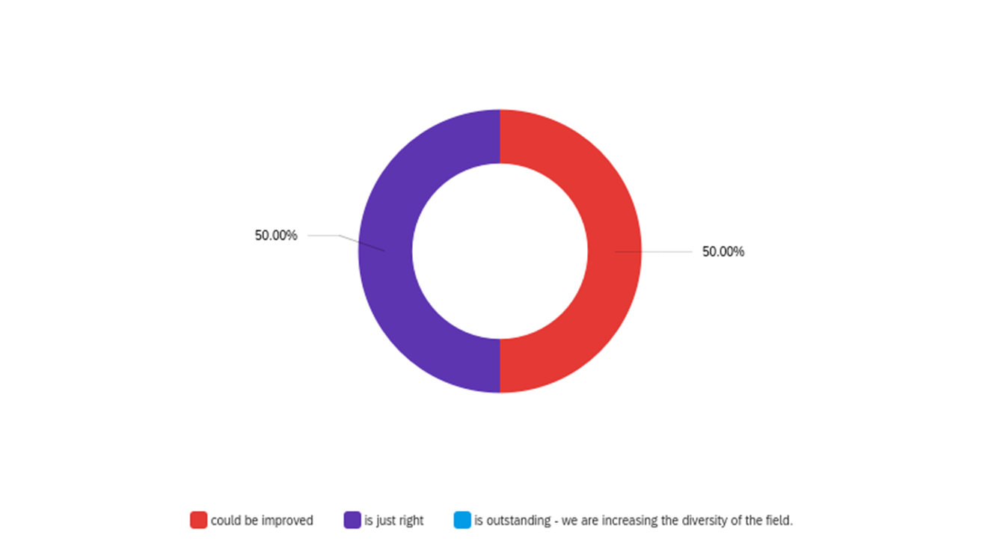 50.00%
50.00%
could be improved
is just right
is outstanding - we are increasing the diversity of the field.